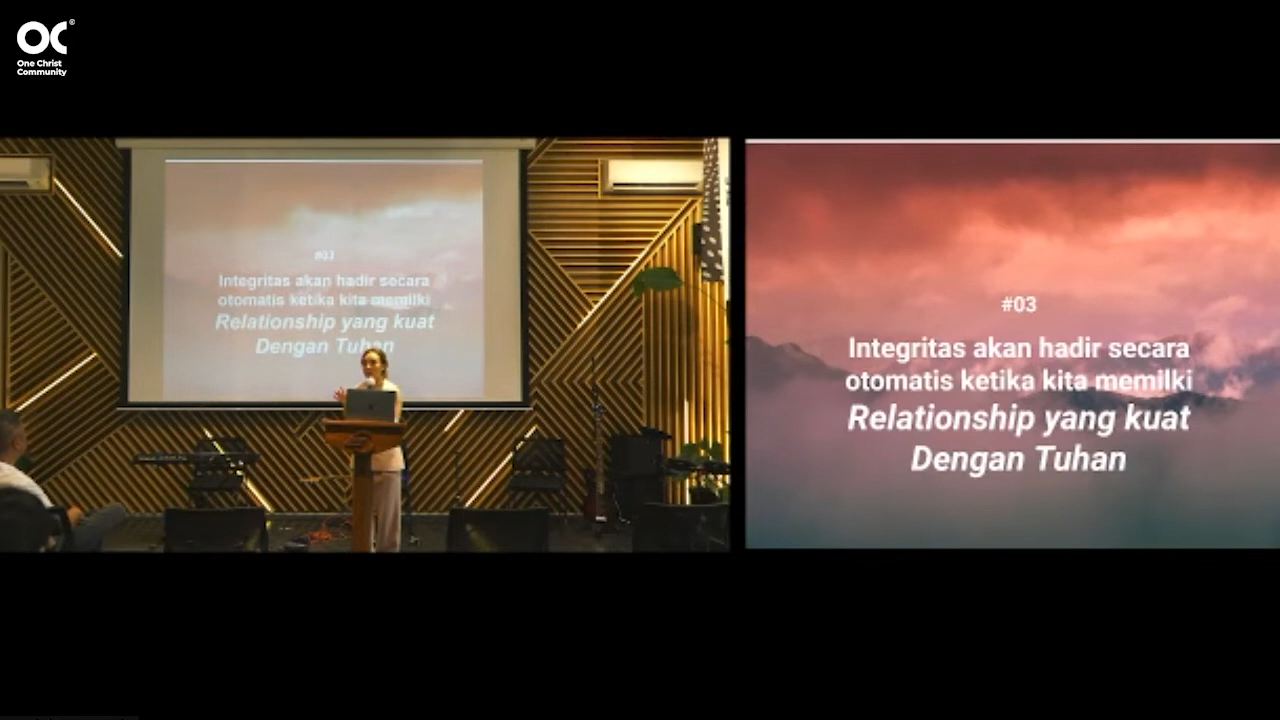 OC®
One Christ
Community
#03
Integritas akan hadir secara
otomatis ketika kita memilki
Relationship yang kuat
Dengan Tuhan
#03
Integritas akan hadir secara
otomatis ketika kita memilki
Relationship yang kuat
Dengan Tuhan